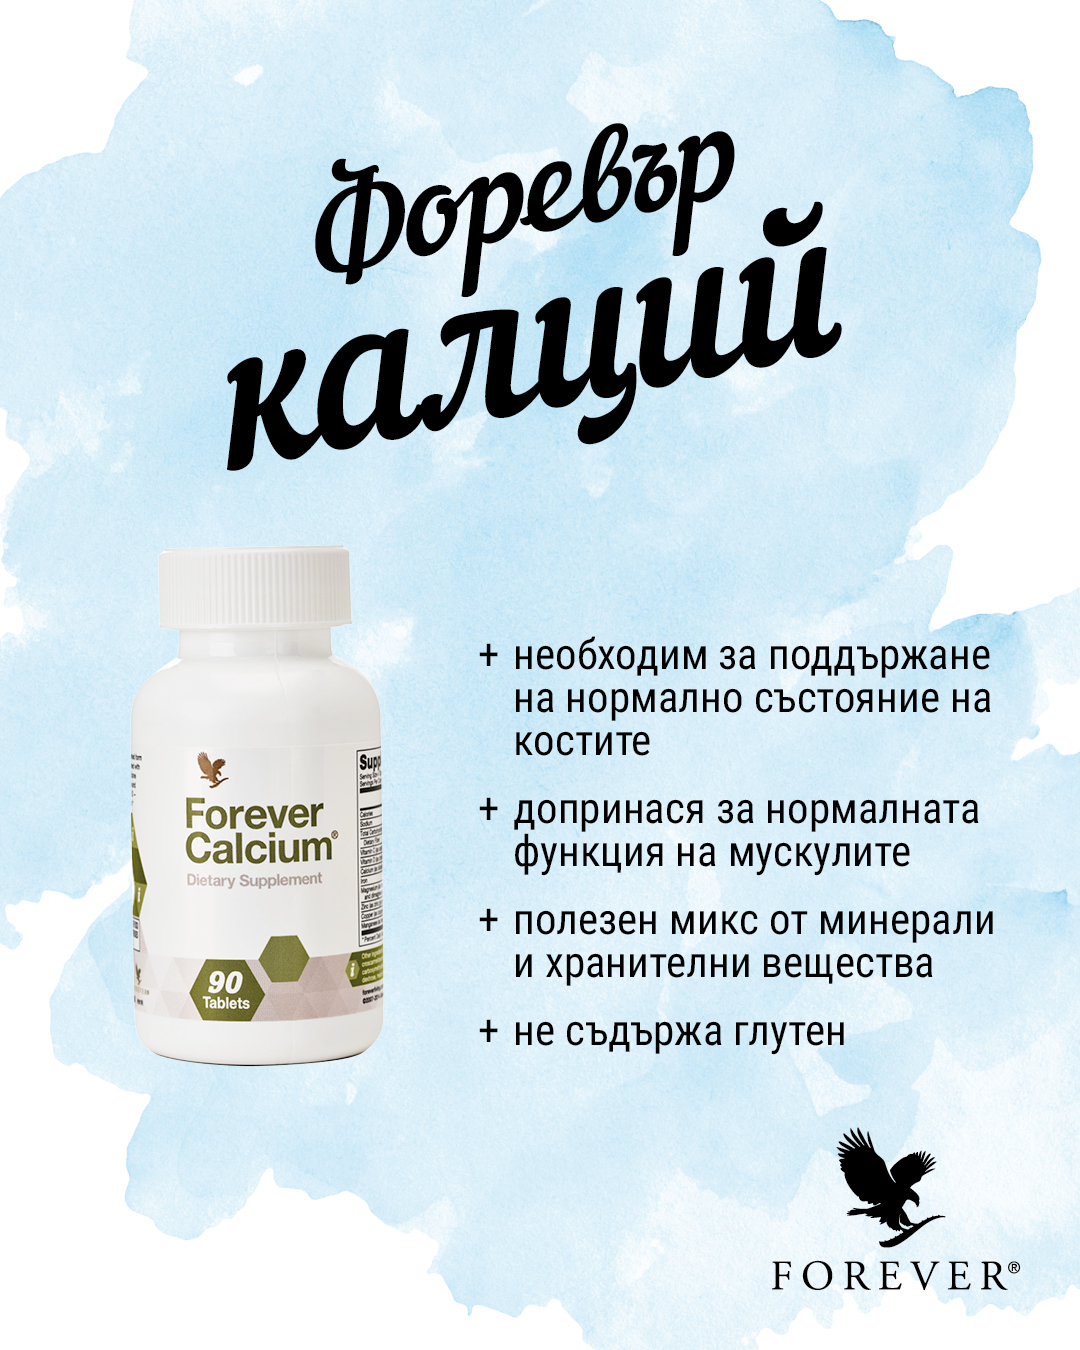 Форевър
калций
+ необходим за поддържане
на нормално състояние на
костите
+ допринася за нормалната
функция на мускулите
+ полезен микс от минерали
и хранителни вещества
+ не съдържа глутен
Forever
Calcium®
Dietary Supplement
90
Tablets
FOREVER®